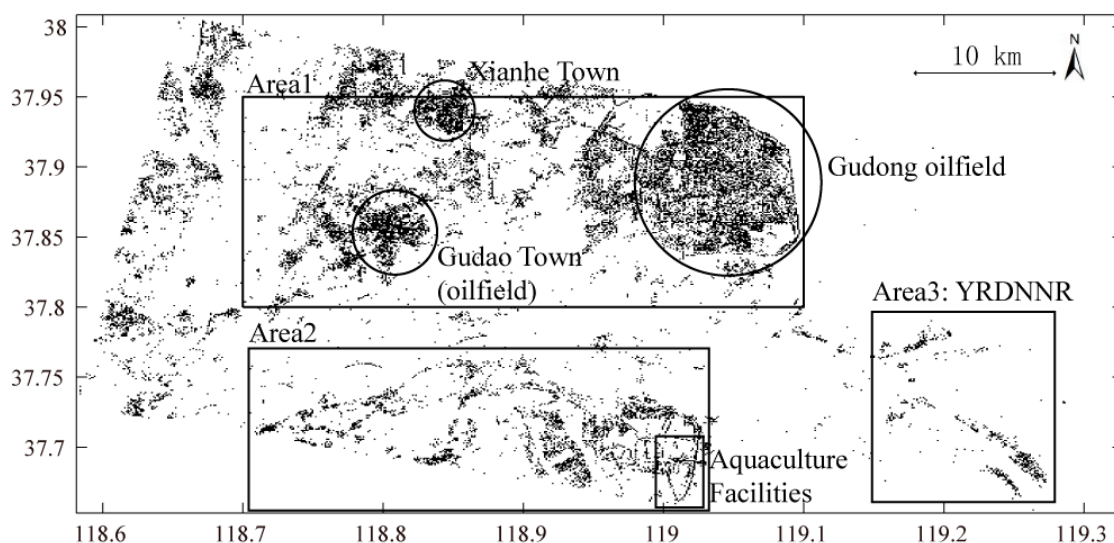 38
37.95
37.9
37.85
37.8
37.75
37.7
N
10 km
Area1
Xianhe Town
Gudong oilfield
Gudao Town
(oilfield)
Area2
Area3: YRDNNR
Aquaculture
Facilities
118.6 118.7 118.8 118.9 119 119.1 119.2 119.3